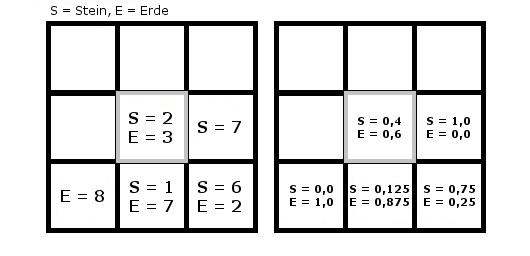 S = Stein, E = Erde
S = 2
E = 3
S = 7
E = 8
S = 1
E = 7
S = 6
E = 2
S = 0,4
E = 0,6
S = 1,0
E = 0,0
S = 0,0
E = 1,0
S = 0,125
E = 0,875
S = 0,75
E = 0,25